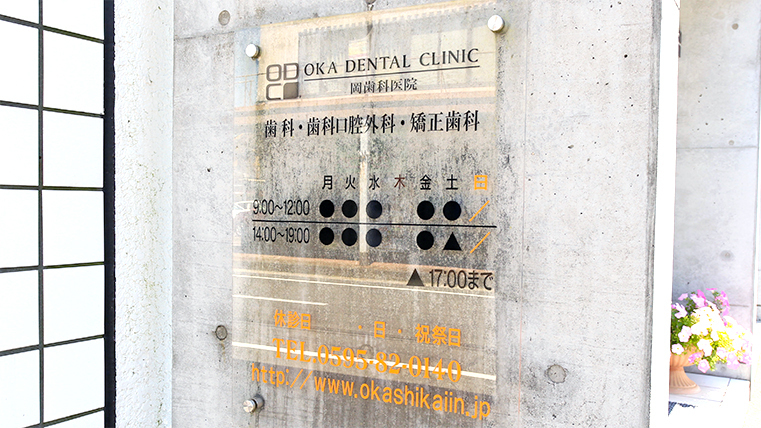 ODC
OKA DENTAL CLINIC
岡歯科医院
歯科・歯科口腔外科・矯正歯科
月 火 水 木 金 土 日
9:00~12:00 ● ● ● ● ● /
14:00~19:00 ● ● ● ● ▲ /
▲ 17:00まで
休診日 ・日・祝祭日
TEL.0595-82-0140
http://www.okashikaiin.jp